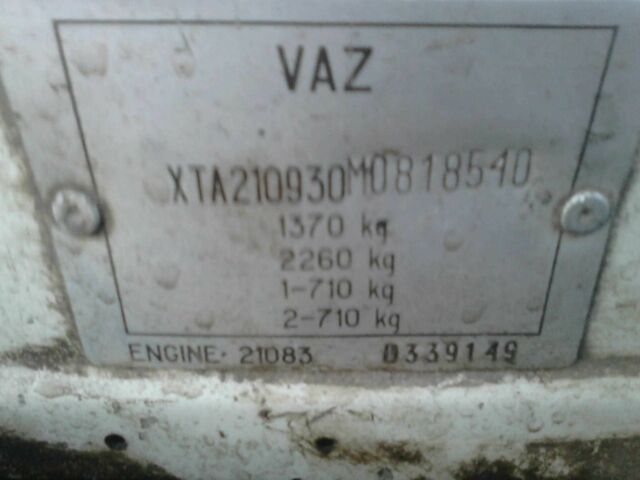 VAZ
XTA210930M0818540
1370 kg
2260 kg
1-710 kg
2-710 kg
ENGINE· 21083 0339149